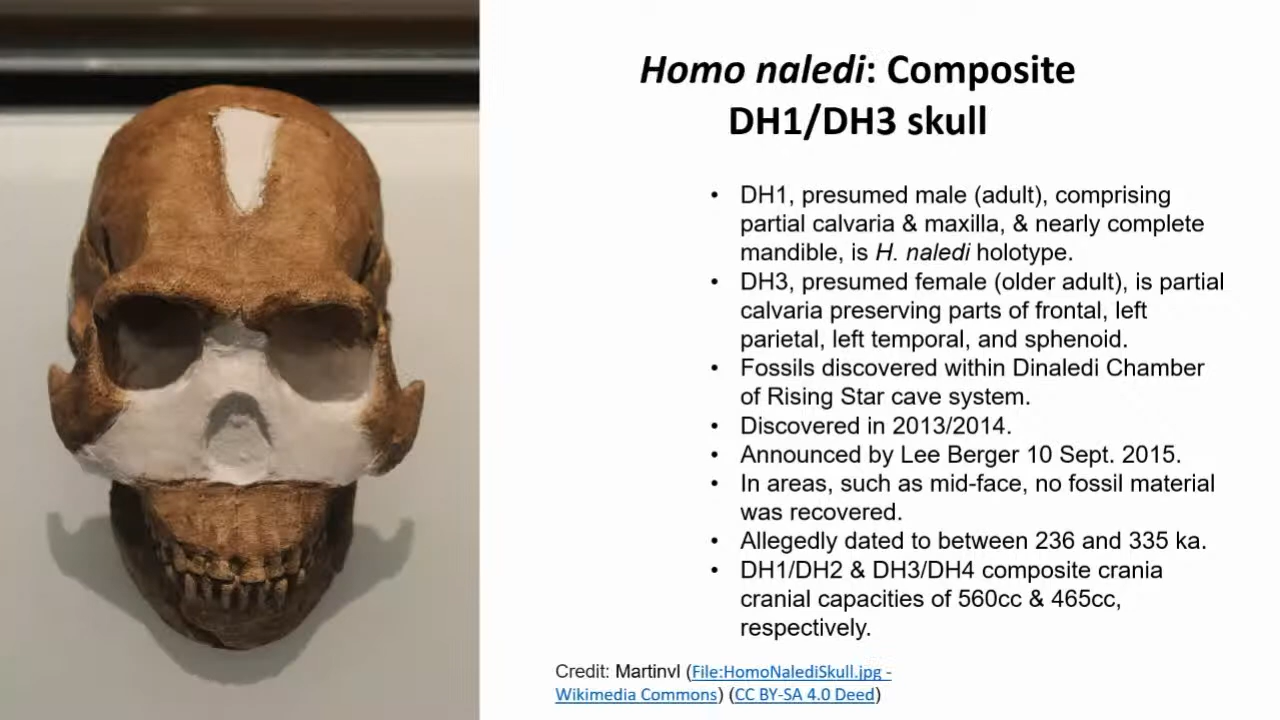 Homo naledi: Composite
DH1/DH3 skull
• DH1, presumed male (adult), comprising
partial calvaria & maxilla, & nearly complete
mandible, is H. naledi holotype.
• DH3, presumed female (older adult), is partial
calvaria preserving parts of frontal, left
parietal, left temporal, and sphenoid.
• Fossils discovered within Dinaledi Chamber
of Rising Star cave system.
• Discovered in 2013/2014.
• Announced by Lee Berger 10 Sept. 2015.
• In areas, such as mid-face, no fossil material
was recovered.
• Allegedly dated to between 236 and 335 ka.
• DH1/DH2 & DH3/DH4 composite crania
cranial capacities of 560cc & 465cc,
respectively.
Credit: Martinvl (File:HomoNalediSkull.jpg -
Wikimedia Commons) (CC BY-SA 4.0 Deed)